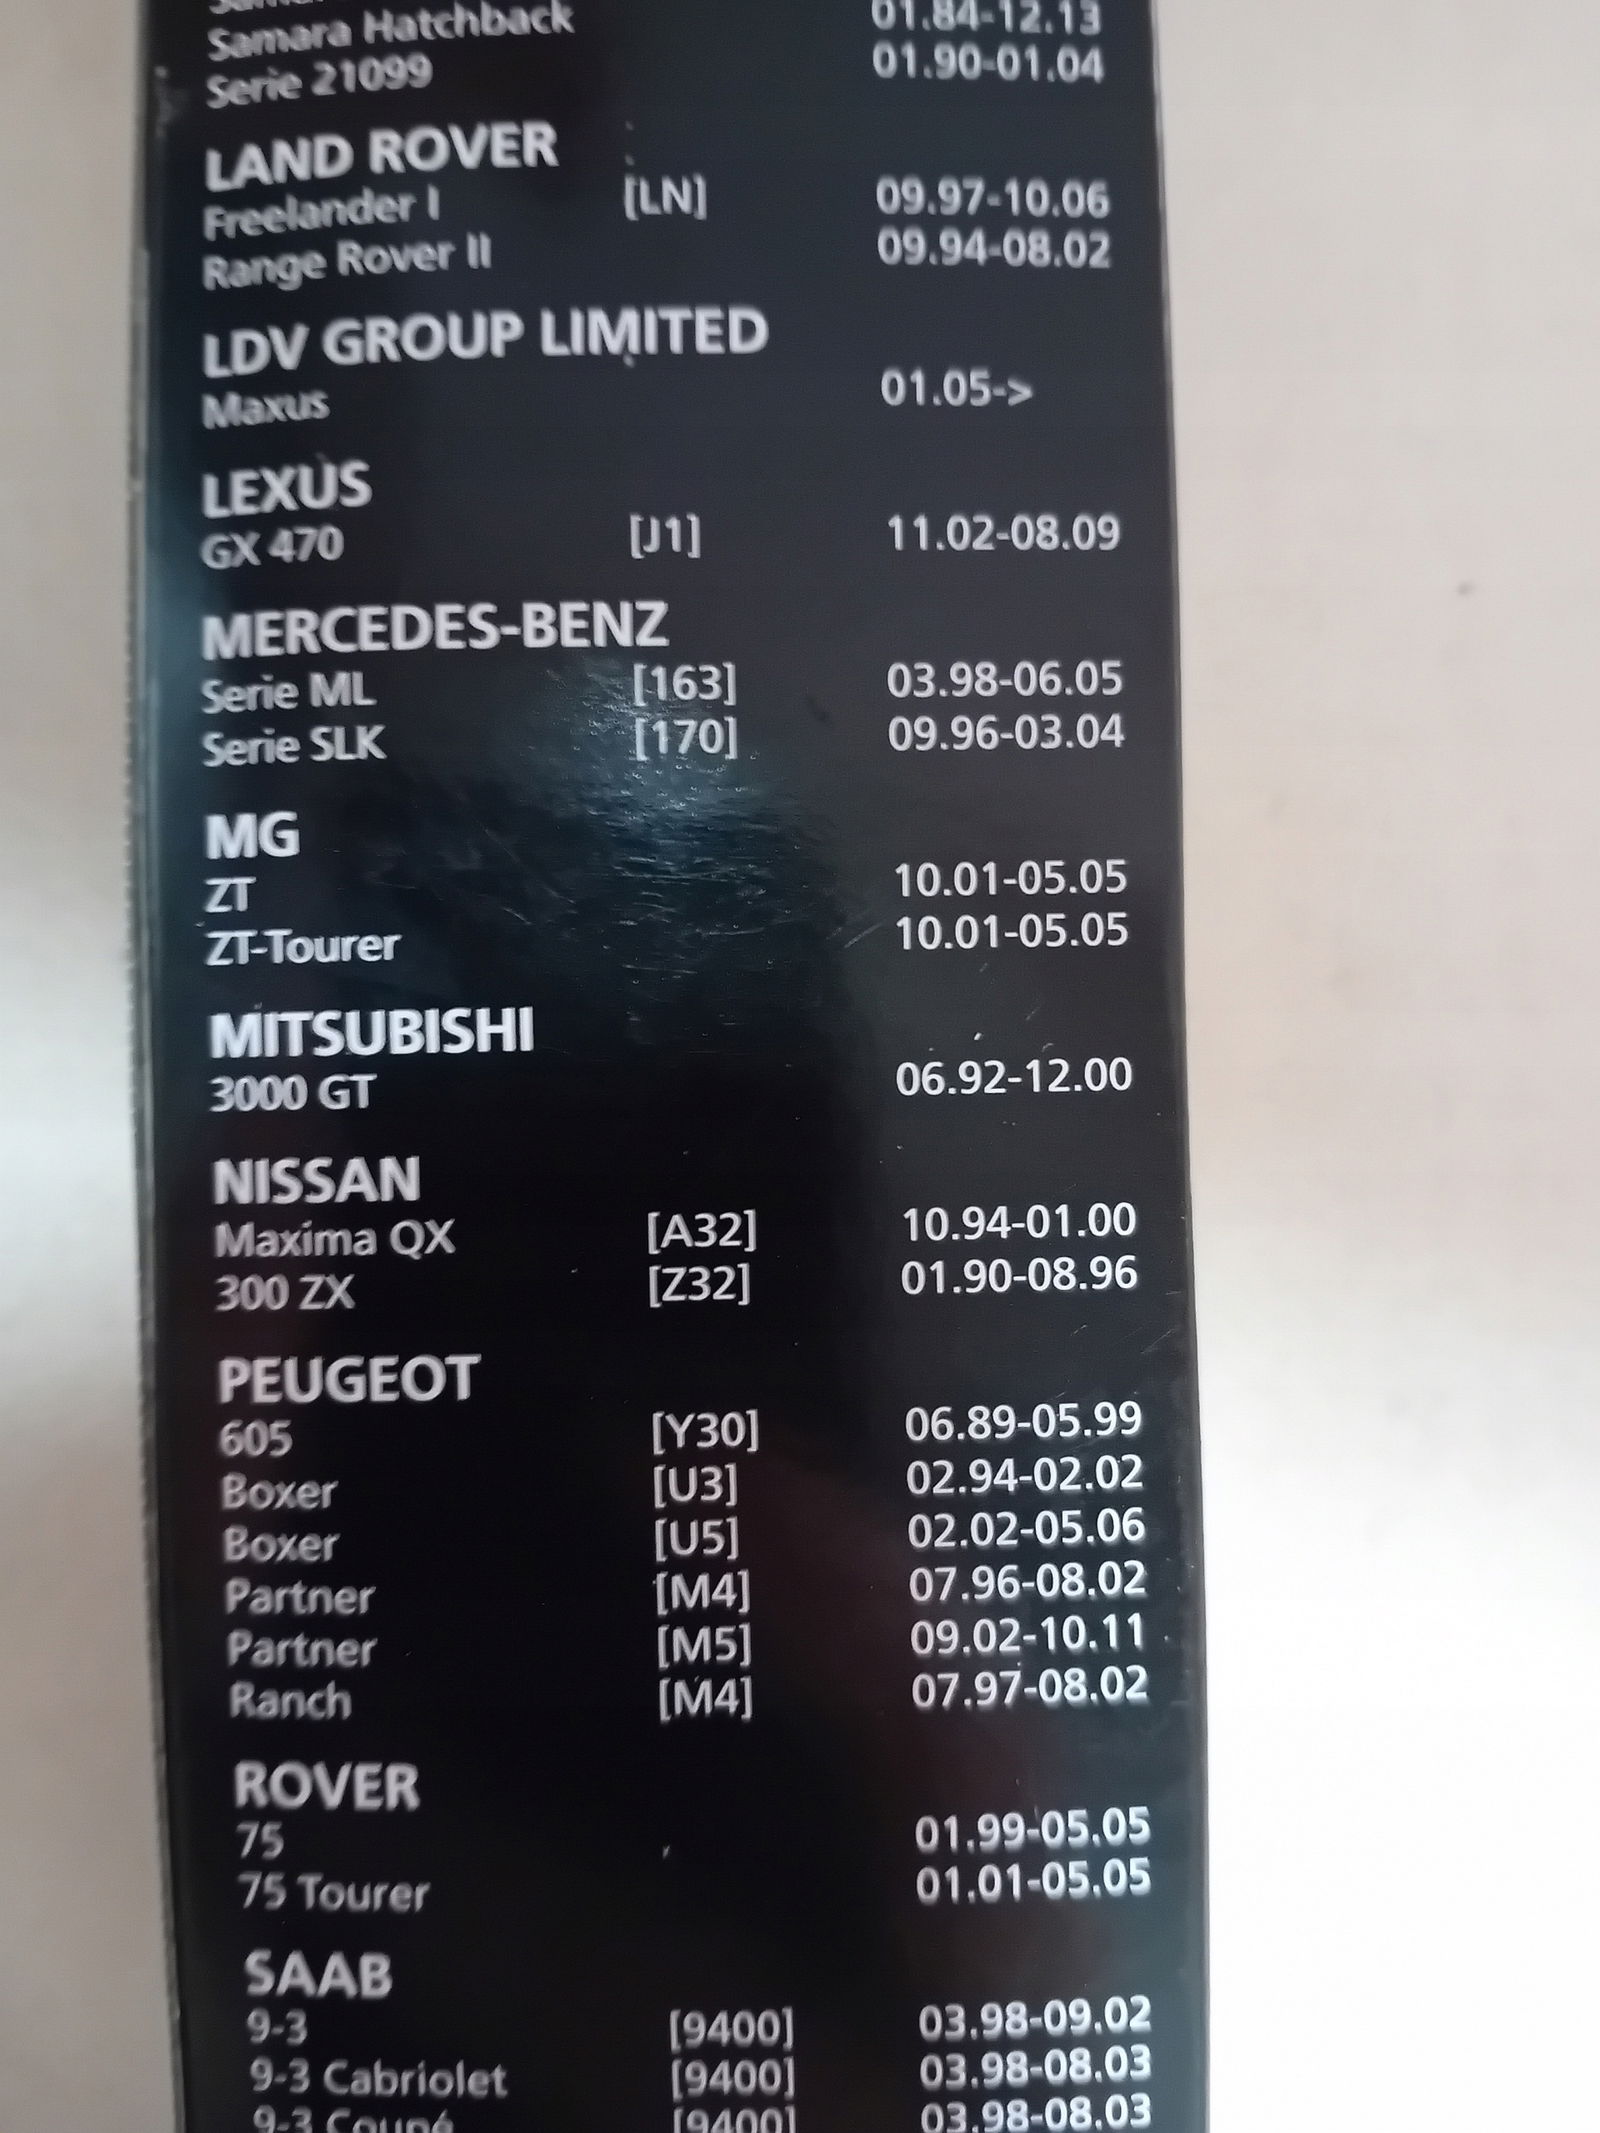 Samara Hatchback 01.84-12.13
Serie 21099 01.90-01.04
LAND ROVER
Freelander I [LN] 09.97-10.06
Range Rover II 09.94-08.02
LDV GROUP LIMITED
Maxus 01.05->
LEXUS
GX 470 [J1] 11.02-08.09
MERCEDES-BENZ
Serie ML [163] 03.98-06.05
Serie SLK [170] 09.96-03.04
MG
ZT 10.01-05.05
ZT-Tourer 10.01-05.05
MITSUBISHI
3000 GT 06.92-12.00
NISSAN
Maxima QX [A32] 10.94-01.00
300 ZX [Z32] 01.90-08.96
PEUGEOT
605 [Y30] 06.89-05.99
Boxer [U3] 02.94-02.02
Boxer [U5] 02.02-05.06
Partner [M4] 07.96-08.02
Partner [M5] 09.02-10.11
Ranch [M4] 07.97-08.02
ROVER
75 01.99-05.05
75 Tourer 01.01-05.05
SAAB
9-3 [9400] 03.98-09.02
9-3 Cabriolet [9400] 03.98-08.03
9-3 Coupé [9400] 03.98-08.03